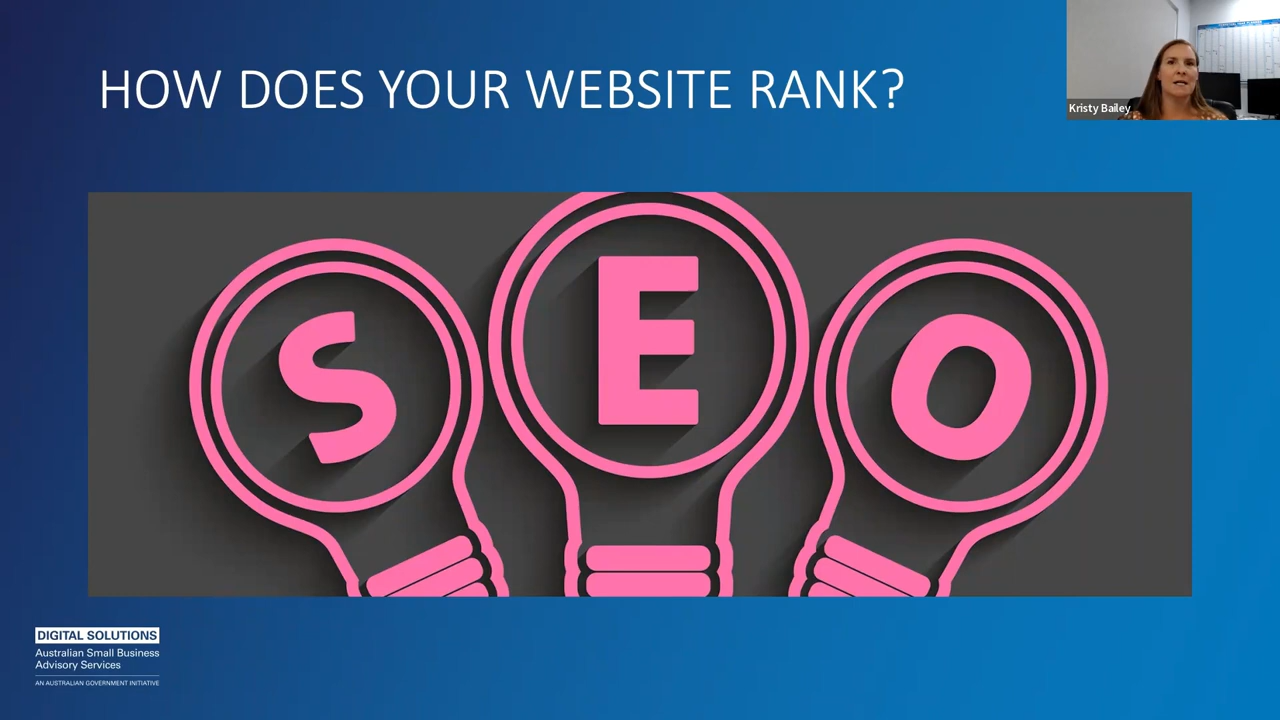 HOW DOES YOUR WEBSITE RANK?
Kristy Bailey
S E O
DIGITAL SOLUTIONS
Australian Small Business
Advisory Services
AN AUSTRALIAN GOVERNMENT INITIATIVE